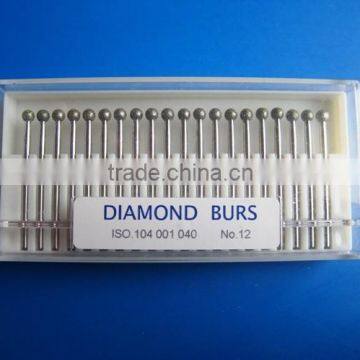 trade.china.cn
DIAMOND BURS
ISO.104 001 040 No.12